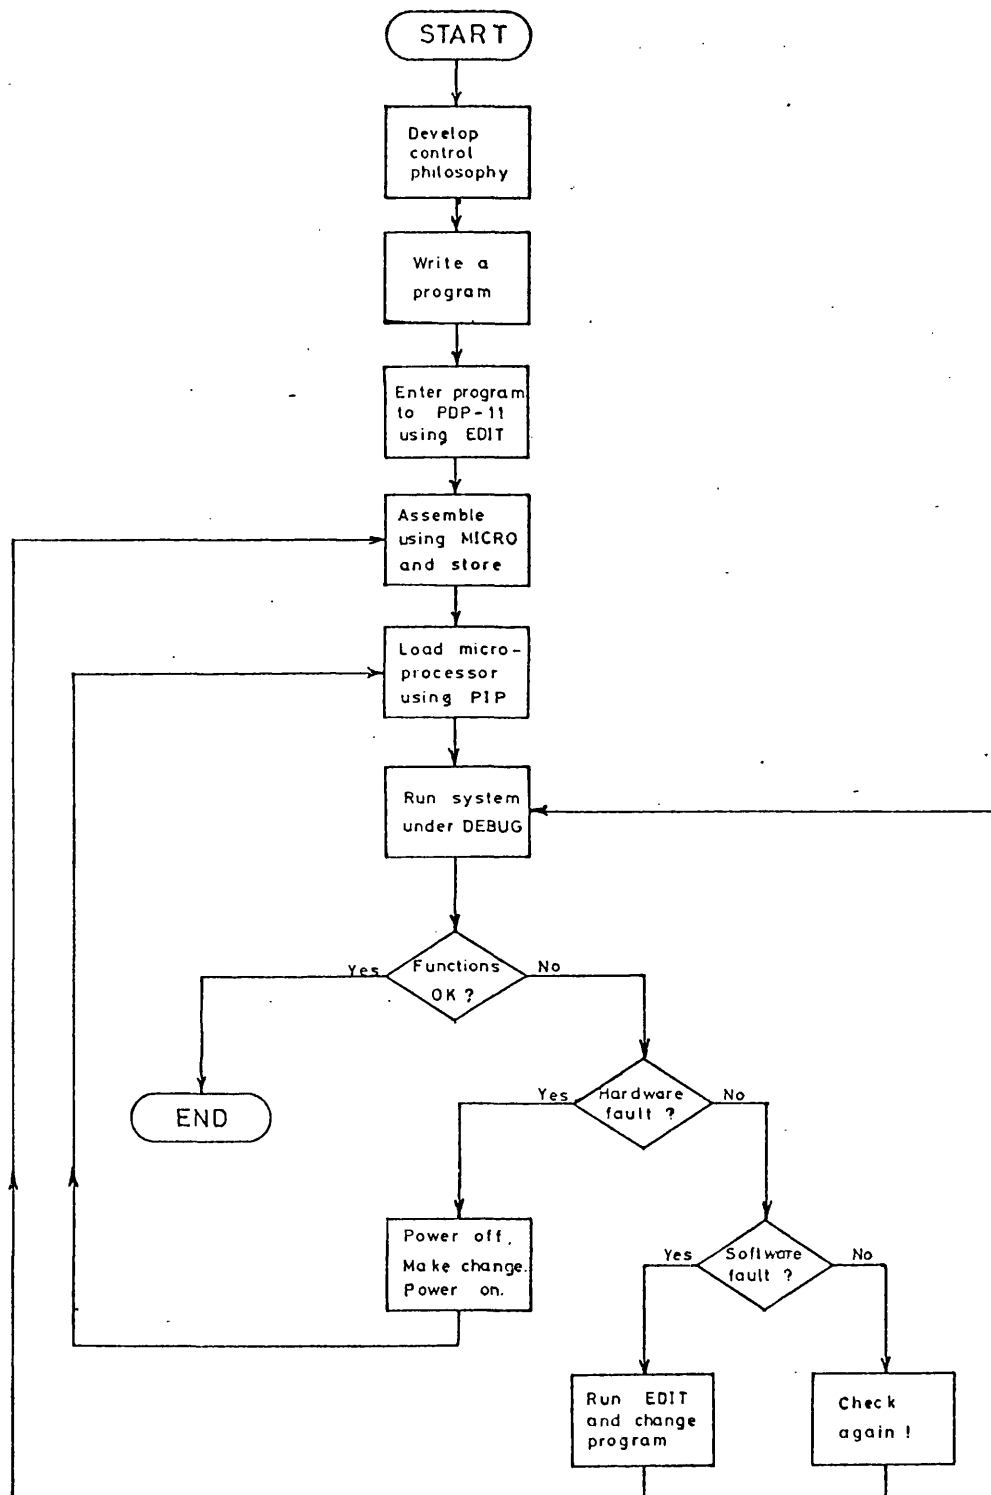 START
Develop
control
philosophy
Write a
program
Enter program
to PDP-11
using EDIT
Assemble
using MICRO
and store
Load micro-
processor
using PIP
Run system
under DEBUG
Functions
OK?
Yes
No
END
Hardware
fault ?
Yes
No
Power off.
Make change.
Power on.
Software
fault ?
Yes
No
Run EDIT
and change
program
Check
again !